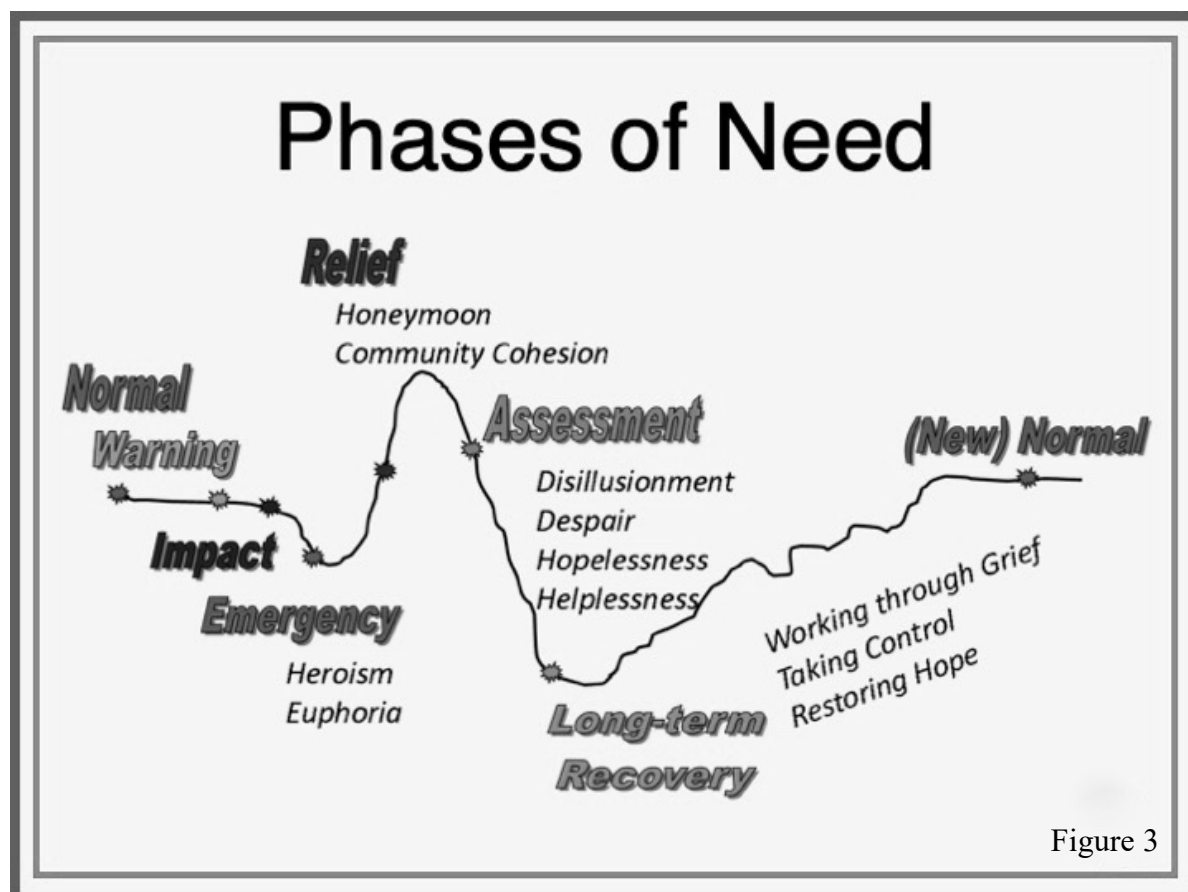 Phases of Need
Relief
Honeymoon
Community Cohesion
Normal
Warning
Assessment
(New) Normal
Disillusionment
Despair
Hopelessness
Helplessness
Impact
Emergency
Heroism
Euphoria
Working through Grief
Taking Control
Restoring Hope
Long-term
Recovery
Figure 3